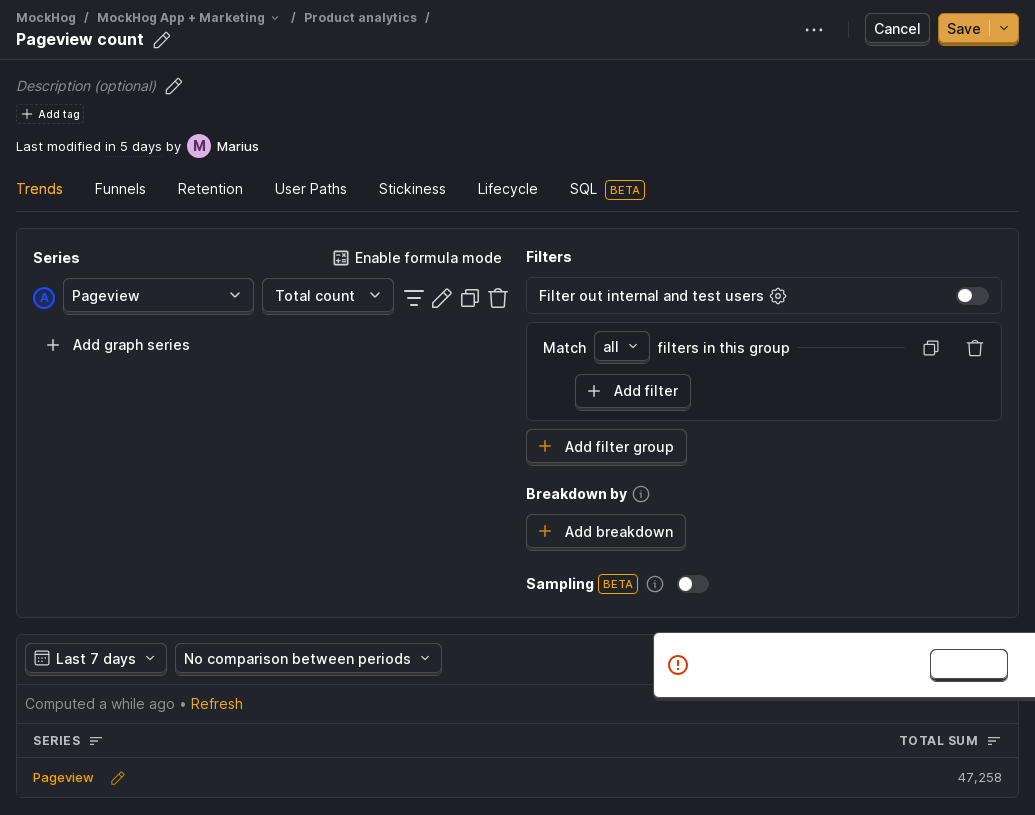 MockHog / MockHog App + Marketing / Product analytics /
Pageview count
Cancel
Save
Description (optional)
Add tag
Last modified in 5 days by M Marius
Trends
Funnels
Retention
User Paths
Stickiness
Lifecycle
SQL BETA
Series
Enable formula mode
A
Pageview
Total count
Add graph series
Filters
Filter out internal and test users
Match all filters in this group
Add filter
Add filter group
Breakdown by
Add breakdown
Sampling BETA
Last 7 days
No comparison between periods
Computed a while ago • Refresh
SERIES
TOTAL SUM
Pageview
47,258